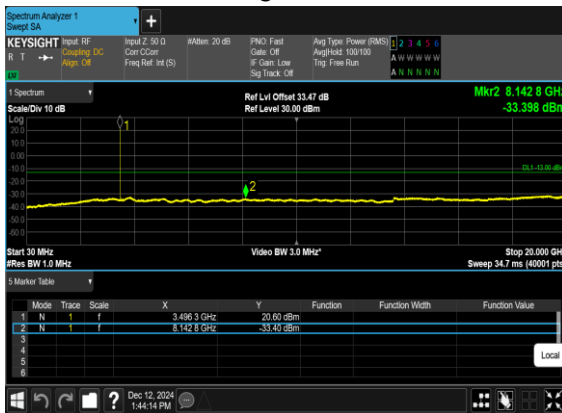 Spectrum Analyzer 1
Swept SA
KEYSIGHT Input: RF Input Z: 50 Ω #Atten: 20 dB PNO: Fast Avg Type: Power (RMS) 1 2 3 4 5 6
R T Coupling: DC Corr CCorr Gate: Off Avg|Hold: 100/100 A W W W W W
Align: Off Freq Ref: Int (S) IF Gain: Low Trig: Free Run
Sig Track: Off A N N N N N
1 Spectrum Ref Lvl Offset 33.47 dB Mkr2 8.142 8 GHz
Scale/Div 10 dB Ref Level 30.00 dBm -33.398 dBm
Log
20.0 1
10.0
0.00
-10.0 DL1 -13.00 dBm
-20.0 2
-30.0
-40.0
-50.0
-60.0
Start 30 MHz Video BW 3.0 MHz* Stop 20.000 GHz
#Res BW 1.0 MHz Sweep 34.7 ms (40001 pts)
5 Marker Table
Mode Trace Scale X Y Function Function Width Function Value
1 N 1 f 3.496 3 GHz 20.60 dBm
2 N 1 f 8.142 8 GHz -33.40 dBm
3
4
5 Local
6
? Dec 12, 2024
1:44:14 PM